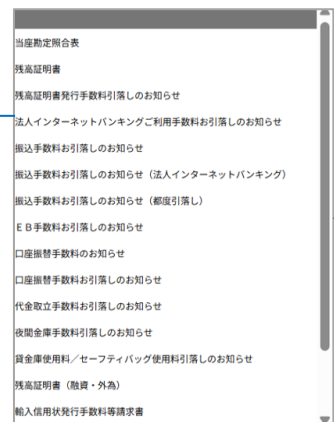 当座勘定照合表
残高証明書
残高証明書発行手数料引落しのお知らせ
法人インターネットバンキングご利用手数料お引落しのお知らせ
振込手数料お引落しのお知らせ
振込手数料お引落しのお知らせ（法人インターネットバンキング）
振込手数料お引落しのお知らせ（都度引落し）
ＥＢ手数料お引落しのお知らせ
口座振替手数料のお知らせ
口座振替手数料お引落しのお知らせ
代金取立手数料お引落しのお知らせ
夜間金庫手数料引落しのお知らせ
貸金庫使用料／セーフティバッグ使用料引落しのお知らせ
残高証明書（融資・外為）
輸入信用状発行手数料等請求書